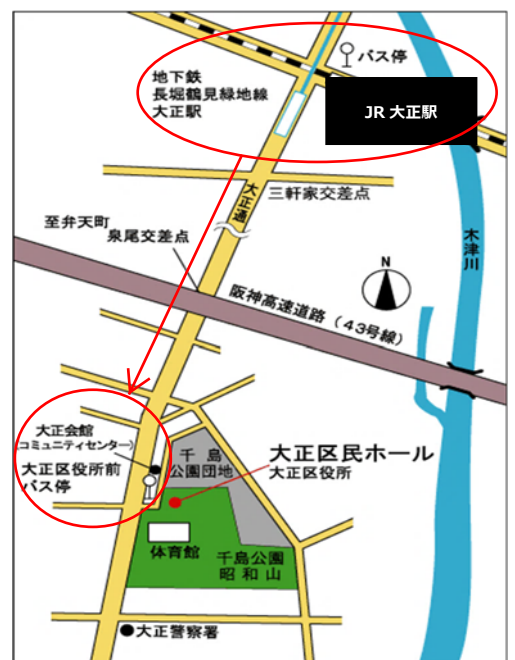 バス停
地下鉄
長堀鶴見緑地線
大正駅
JR 大正駅
三軒家交差点
大正通
至弁天町
泉尾交差点
木津川
N
阪神高速道路(43号線)
大正会館
(コミュニティセンター)
大正区役所前
バス停
千島
公園団地
大正区民ホール
大正区役所
体育館
千島公園
昭和山
大正警察署